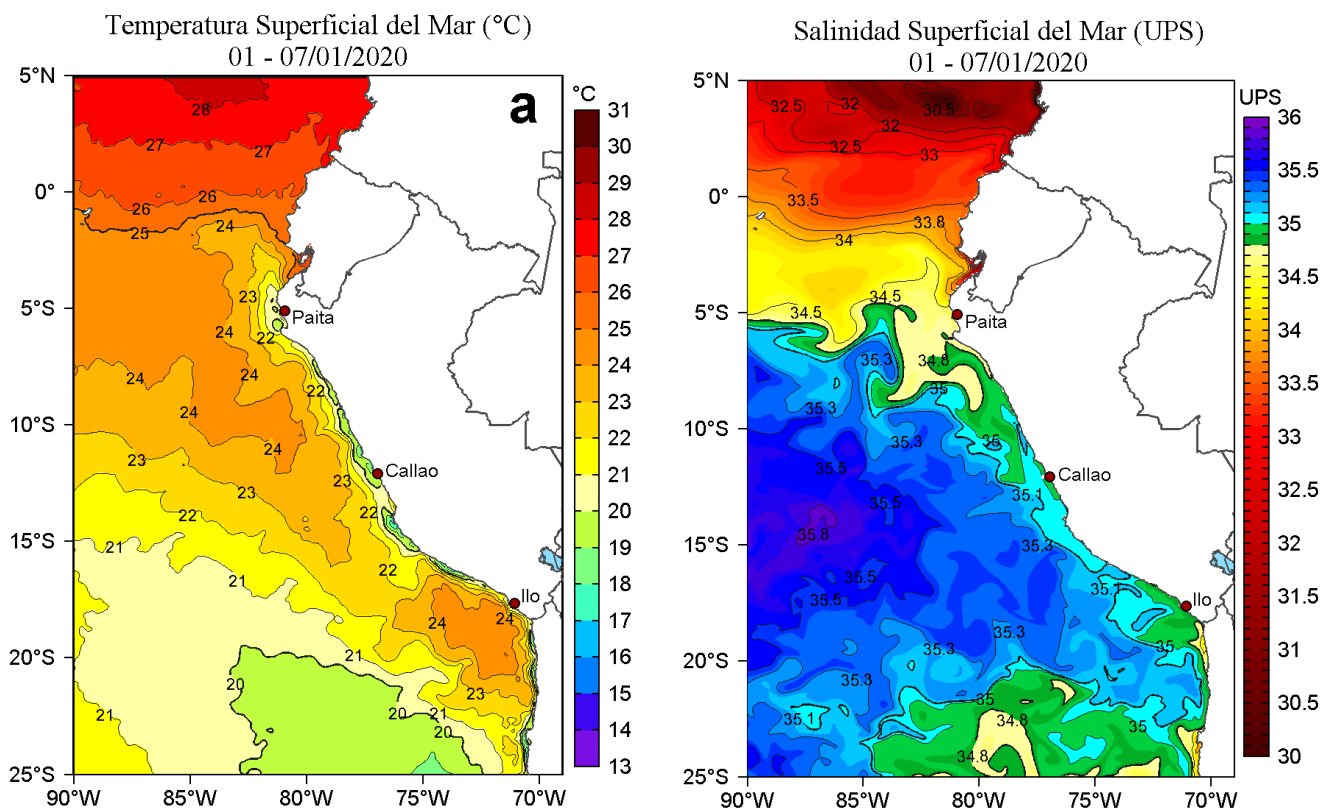 Temperatura Superficial del Mar (°C)
01 - 07/01/2020
5°N
0°
5°S
10°S
15°S
20°S
25°S
90°W
85°W
80°W
75°W
70°W
a
28
27
27
26
26
25
24
23
22
24
24
24
24
24
22
23
23
23
22
22
22
21
21
21
24
24
23
20
20
21
20
21
21
Paita
Callao
Ilo
°C
31
30
29
28
27
26
25
24
23
22
21
20
19
18
17
16
15
14
13
Salinidad Superficial del Mar (UPS)
01 - 07/01/2020
5°N
0°
5°S
10°S
15°S
20°S
25°S
90°W
85°W
80°W
75°W
70°W
32.5
32
30.5
32
32.5
33
33.5
33.8
34
34.5
34.5
35.3
34.8
35
35.3
35.3
35
35.5
35.5
35.1
35.8
35.3
35.5
35.5
35.1
35.3
35.3
35
35.3
35
35.1
34.8
35
34.8
Paita
Callao
Ilo
UPS
36
35.5
35
34.5
34
33.5
33
32.5
32
31.5
31
30.5
30